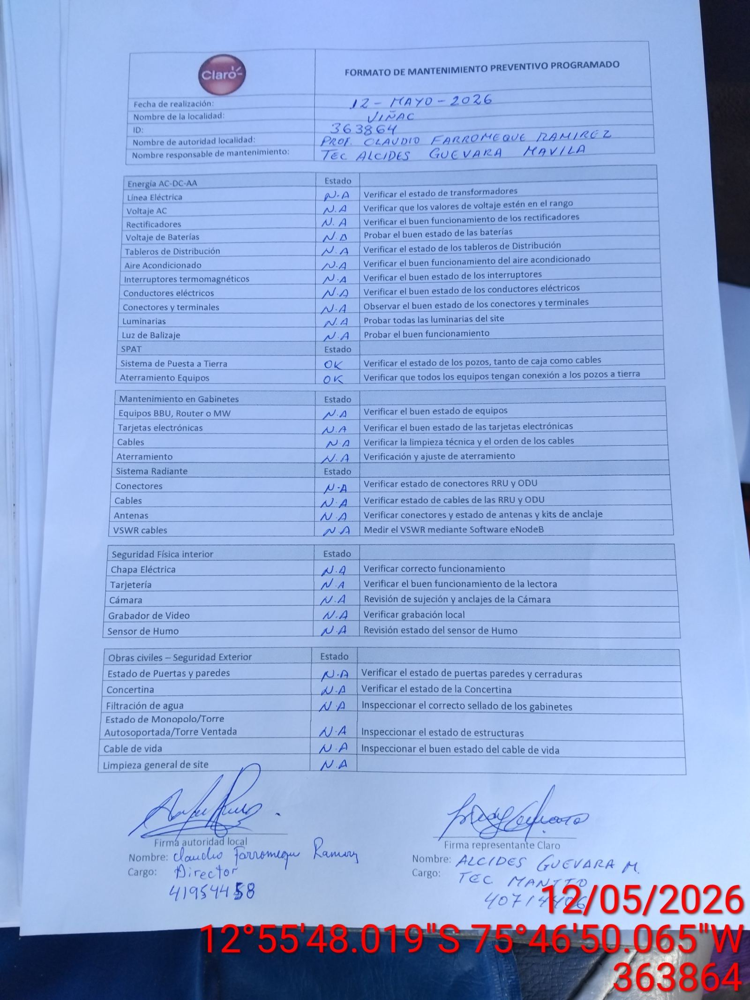 Claro
FORMATO DE MANTENIMIENTO PREVENTIVO PROGRAMADO
Fecha de realización: 12 - MAYO - 2026
Nombre de la localidad: VIÑAC
ID: 363864
Nombre de autoridad localidad: PROF. CLAUDIO FARROMEQUE RAMIREZ
Nombre responsable de mantenimiento: TEC ALCIDES GUEVARA MAVILA
Energía AC-DC-AA Estado
Línea Eléctrica N-A Verificar el estado de transformadores
Voltaje AC N.A Verificar que los valores de voltaje estén en el rango
Rectificadores N.A Verificar el buen funcionamiento de los rectificadores
Voltaje de Baterías N.A Probar el buen estado de las baterías
Tableros de Distribución N.A Verificar el estado de los tableros de Distribución
Aire Acondicionado N.A Verificar el buen funcionamiento del aire acondicionado
Interruptores termomagnéticos N.A Verificar el buen estado de los interruptores
Conductores eléctricos N.A Verificar el buen estado de los conductores eléctricos
Conectores y terminales N.A Observar el buen estado de los conectores y terminales
Luminarias N.A Probar todas las luminarias del site
Luz de Balizaje N.A Probar el buen funcionamiento
SPAT Estado
Sistema de Puesta a Tierra OK Verificar el estado de los pozos, tanto de caja como cables
Aterramiento Equipos OK Verificar que todos los equipos tengan conexión a los pozos a tierra
Mantenimiento en Gabinetes Estado
Equipos BBU, Router o MW N.A Verificar el buen estado de equipos
Tarjetas electrónicas N.A Verificar el buen estado de las tarjetas electrónicas
Cables N.A Verificar la limpieza técnica y el orden de los cables
Aterramiento N.A Verificación y ajuste de aterramiento
Sistema Radiante Estado
Conectores N-A Verificar estado de conectores RRU y ODU
Cables N.A Verificar estado de cables de las RRU y ODU
Antenas N.A Verificar conectores y estado de antenas y kits de anclaje
VSWR cables N.A Medir el VSWR mediante Software eNodeB
Seguridad Física interior Estado
Chapa Eléctrica N.A Verificar correcto funcionamiento
Tarjetería N.A Verificar el buen funcionamiento de la lectora
Cámara N.A Revisión de sujeción y anclajes de la Cámara
Grabador de Video N.A Verificar grabación local
Sensor de Humo N.A Revisión estado del sensor de Humo
Obras civiles – Seguridad Exterior Estado
Estado de Puertas y paredes N.A Verificar el estado de puertas paredes y cerraduras
Concertina N.A Verificar el estado de la Concertina
Filtración de agua N.A Inspeccionar el correcto sellado de los gabinetes
Estado de Monopolo/Torre
Autosoportada/Torre Ventada N.A Inspeccionar el estado de estructuras
Cable de vida N.A Inspeccionar el buen estado del cable de vida
Limpieza general de site N.A
Firma autoridad local
Nombre: Claudio Farromeque Ramirez
Cargo: Director
41954458
Firma representante Claro
Nombre: ALCIDES GUEVARA M.
Cargo: TEC. MANTTO
12/05/2026
12°55'48.019"S 75°46'50.065"W
363864